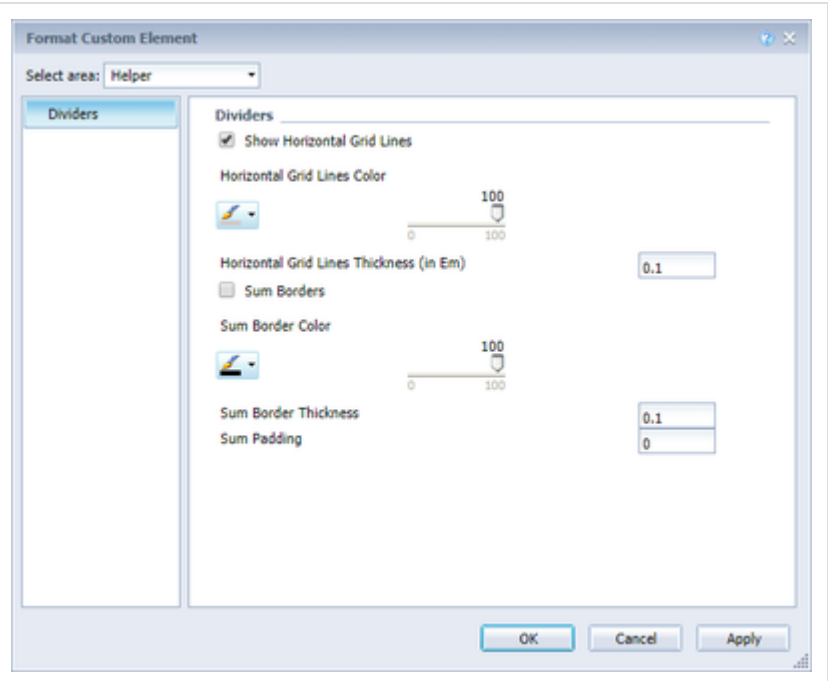 Format Custom Element
Select area: Helper
Dividers
Dividers
Show Horizontal Grid Lines
Horizontal Grid Lines Color
100
0 100
Horizontal Grid Lines Thickness (in Em) 0.1
Sum Borders
Sum Border Color
100
0 100
Sum Border Thickness 0.1
Sum Padding 0
OK Cancel Apply